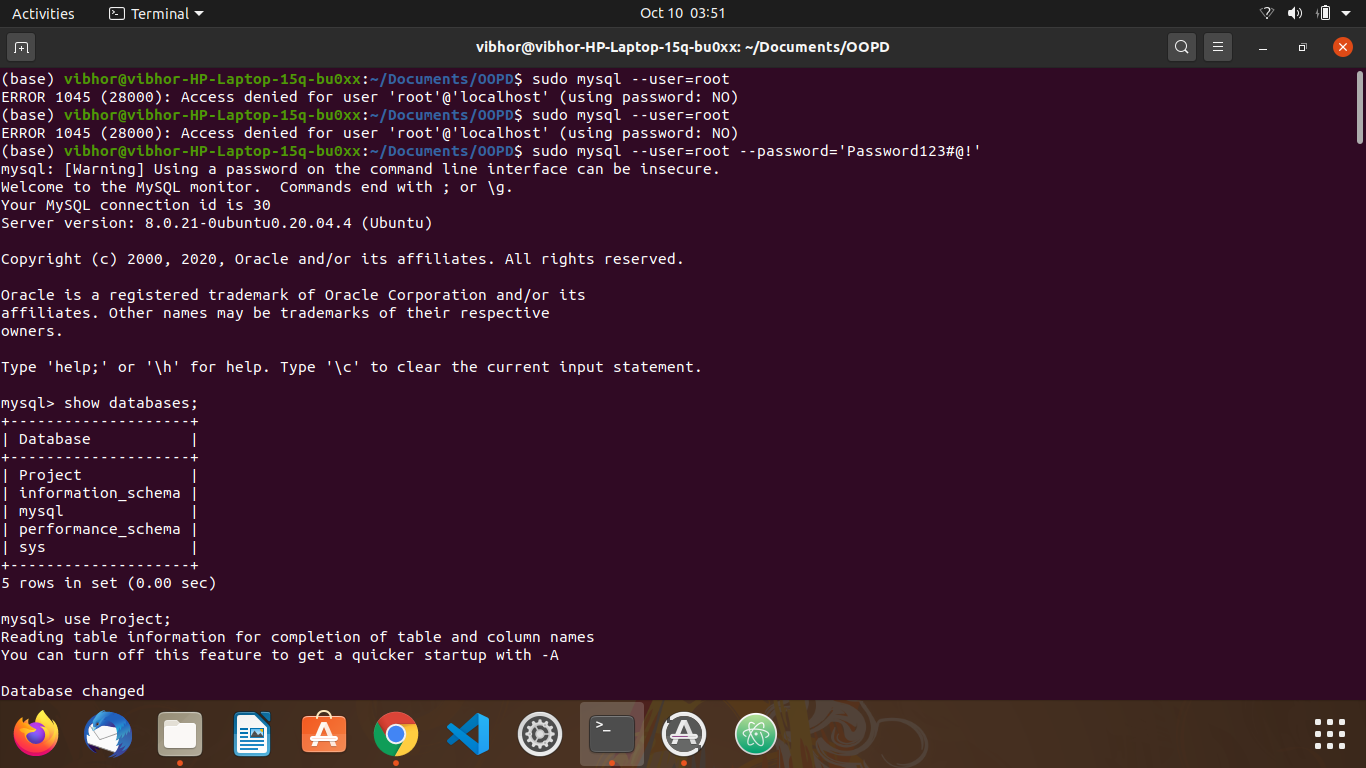 Activities
Terminal
Oct 10 03:51
vibhor@vibhor-HP-Laptop-15q-bu0xx: ~/Documents/OOPD
(base) vibhor@vibhor-HP-Laptop-15q-bu0xx:~/Documents/OOPD$ sudo mysql --user=root
ERROR 1045 (28000): Access denied for user 'root'@'localhost' (using password: NO)
(base) vibhor@vibhor-HP-Laptop-15q-bu0xx:~/Documents/OOPD$ sudo mysql --user=root
ERROR 1045 (28000): Access denied for user 'root'@'localhost' (using password: NO)
(base) vibhor@vibhor-HP-Laptop-15q-bu0xx:~/Documents/OOPD$ sudo mysql --user=root --password='Password123#@!'
mysql: [Warning] Using a password on the command line interface can be insecure.
Welcome to the MySQL monitor.  Commands end with ; or \g.
Your MySQL connection id is 30
Server version: 8.0.21-0ubuntu0.20.04.4 (Ubuntu)
Copyright (c) 2000, 2020, Oracle and/or its affiliates. All rights reserved.
Oracle is a registered trademark of Oracle Corporation and/or its
affiliates. Other names may be trademarks of their respective
owners.
Type 'help;' or '\h' for help. Type '\c' to clear the current input statement.
mysql> show databases;
+--------------------+
| Database           |
+--------------------+
| Project            |
| information_schema |
| mysql              |
| performance_schema |
| sys                |
+--------------------+
5 rows in set (0.00 sec)
mysql> use Project;
Reading table information for completion of table and column names
You can turn off this feature to get a quicker startup with -A
Database changed